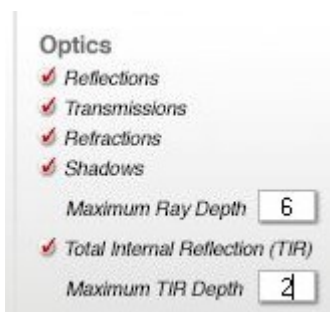 Optics
Reflections
Transmissions
Refractions
Shadows
Maximum Ray Depth 6
Total Internal Reflection (TIR)
Maximum TIR Depth 2